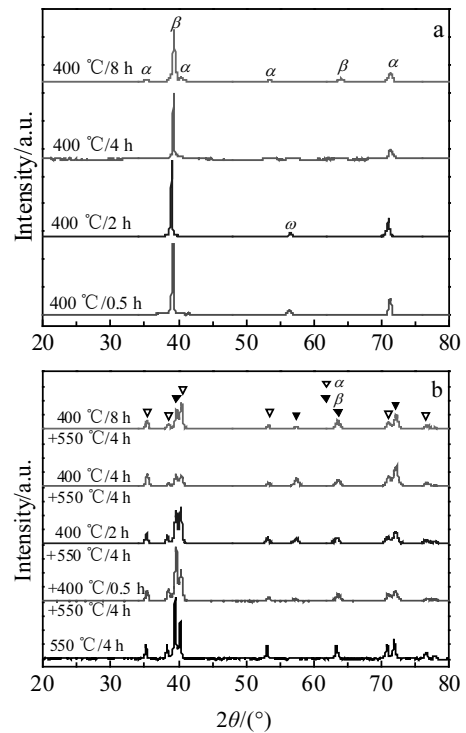 a
β
400 ℃/8 h α α α β α
400 ℃/4 h
400 ℃/2 h ω
400 ℃/0.5 h
Intensity/a.u.
20 30 40 50 60 70 80
b
▽ α
▼ β
400 ℃/8 h
+550 ℃/4 h
400 ℃/4 h
+550 ℃/4 h
400 ℃/2 h
+550 ℃/4 h
+400 ℃/0.5 h
+550 ℃/4 h
550 ℃/4 h
Intensity/a.u.
20 30 40 50 60 70 80
2θ/(°)